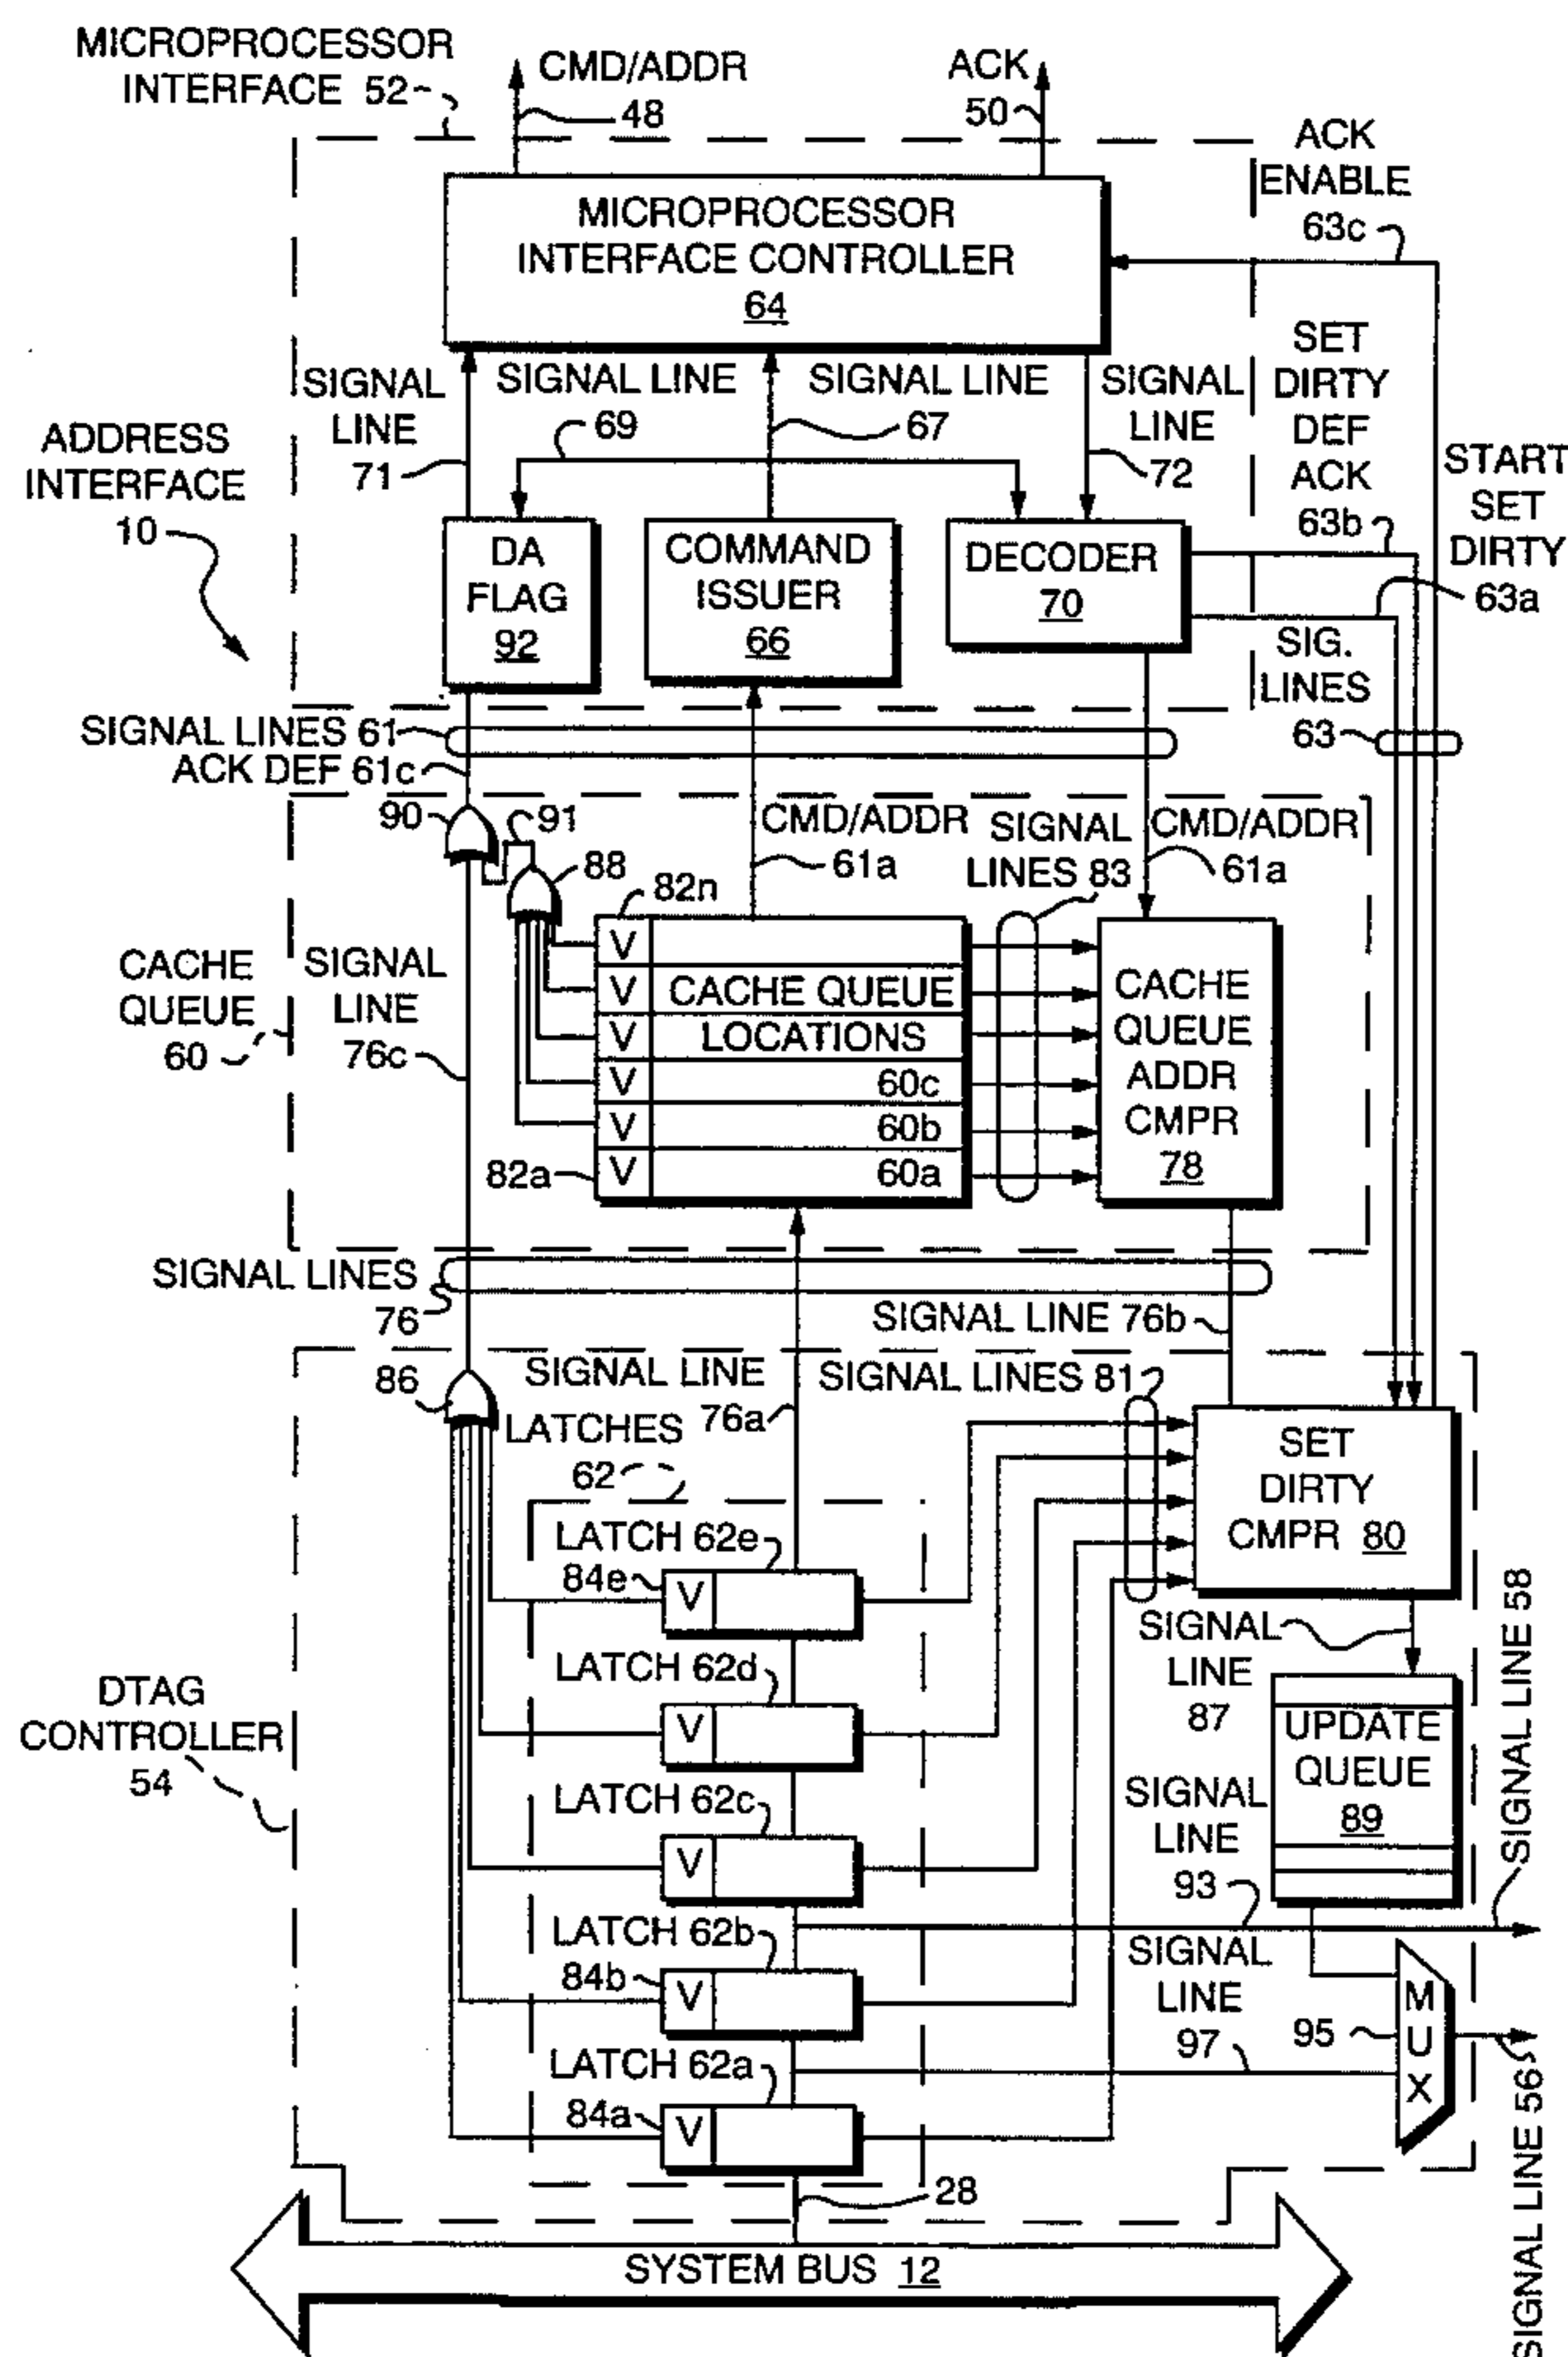 MICROPROCESSOR
INTERFACE 52
CMD/ADDR
48
ACK
50
ACK
ENABLE
63c
MICROPROCESSOR
INTERFACE CONTROLLER
64
SET
DIRTY
DEF
ACK
63b
START
SET
DIRTY
63a
SIGNAL
LINE
71
SIGNAL LINE
69
SIGNAL LINE
67
SIGNAL
LINE
72
ADDRESS
INTERFACE
10
DA
FLAG
92
COMMAND
ISSUER
66
DECODER
70
SIG.
LINES
63
SIGNAL LINES 61
ACK DEF 61c
90
91
88
82n
CMD/ADDR
61a
SIGNAL
LINES 83
CMD/ADDR
61a
CACHE
QUEUE
60
SIGNAL
LINE
76c
V
V CACHE QUEUE
V LOCATIONS
V 60c
V 60b
82a V 60a
CACHE
QUEUE
ADDR
CMPR
78
SIGNAL LINES
76
SIGNAL LINE 76b
86
SIGNAL LINE
76a
SIGNAL LINES 81
LATCHES
62
SET
DIRTY
CMPR 80
LATCH 62e
84e V
LATCH 62d
V
LATCH 62c
V
LATCH 62b
84b V
LATCH 62a
84a V
SIGNAL
LINE
87
UPDATE
QUEUE
89
SIGNAL LINE 58
DTAG
CONTROLLER
54
SIGNAL
LINE
93
SIGNAL
LINE
97
95
MUX
SIGNAL LINE 56
28
SYSTEM BUS 12